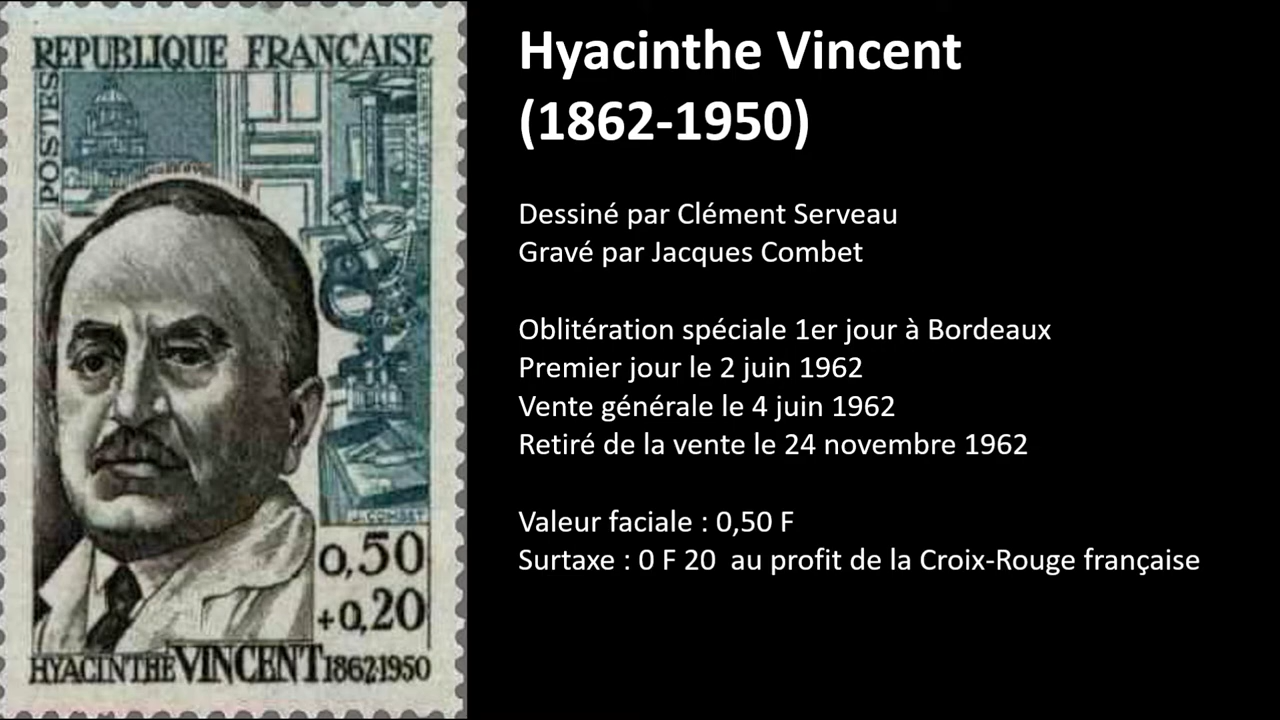 REPUBLIQUE FRANÇAISE
POSTES
J. COMBET
0,50
+0,20
HYACINTHE VINCENT 1862-1950
Hyacinthe Vincent
(1862-1950)
Dessiné par Clément Serveau
Gravé par Jacques Combet
Oblitération spéciale 1er jour à Bordeaux
Premier jour le 2 juin 1962
Vente générale le 4 juin 1962
Retiré de la vente le 24 novembre 1962
Valeur faciale : 0,50 F
Surtaxe : 0 F 20 au profit de la Croix-Rouge française